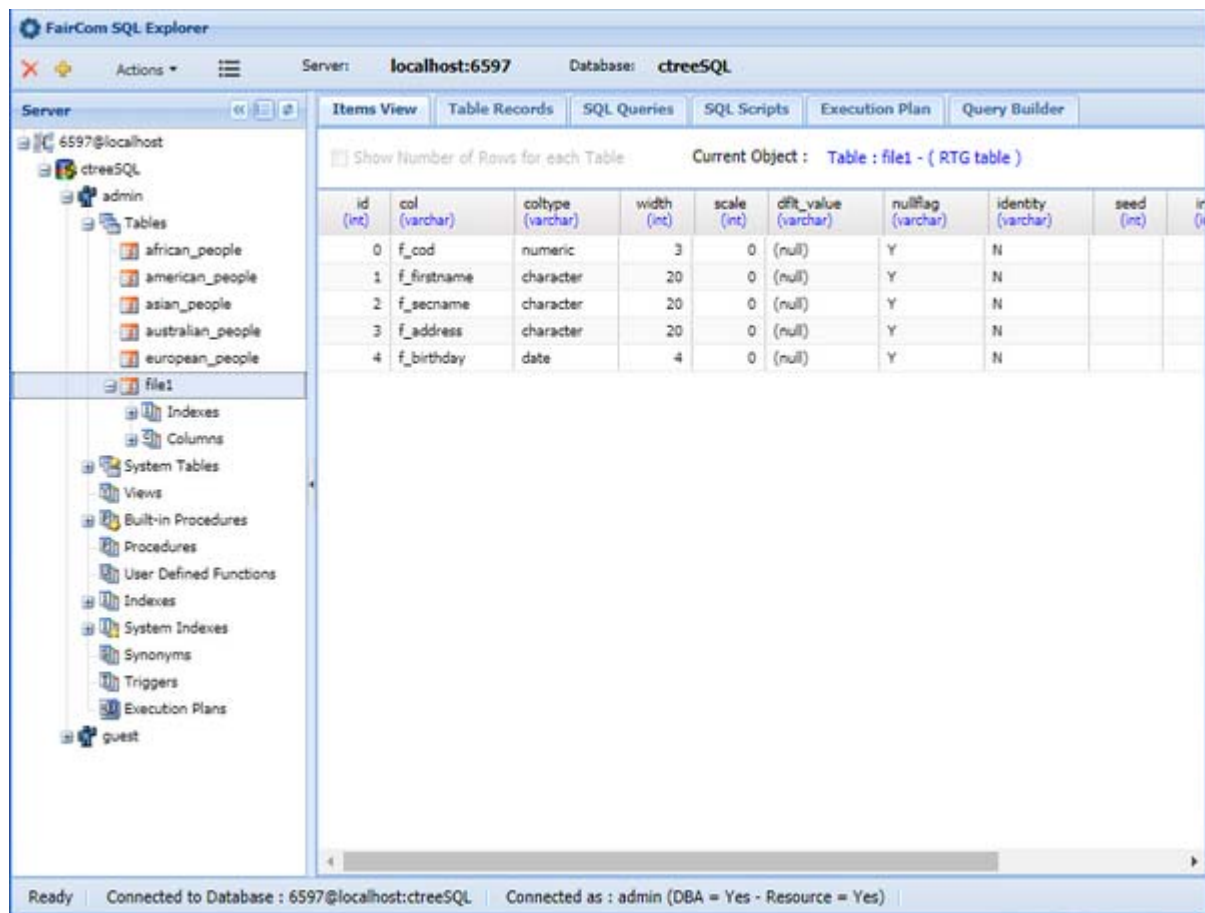 FairCom SQL Explorer
Actions Server: localhost:6597 Database: ctreeSQL
Server
6597@localhost
ctreeSQL
admin
Tables
african_people
american_people
asian_people
australian_people
european_people
file1
Indexes
Columns
System Tables
Views
Built-in Procedures
Procedures
User Defined Functions
Indexes
System Indexes
Synonyms
Triggers
Execution Plans
guest
Items View Table Records SQL Queries SQL Scripts Execution Plan Query Builder
Show Number of Rows for each Table Current Object : Table : file1 - ( RTG table )
id col coltype width scale dflt_value nullflag identity seed
(int) (varchar) (varchar) (int) (int) (varchar) (varchar) (varchar) (int)
0 f_cod numeric 3 0 (null) Y N
1 f_firstname character 20 0 (null) Y N
2 f_secname character 20 0 (null) Y N
3 f_address character 20 0 (null) Y N
4 f_birthday date 4 0 (null) Y N
Ready Connected to Database : 6597@localhost:ctreeSQL Connected as : admin (DBA = Yes - Resource = Yes)